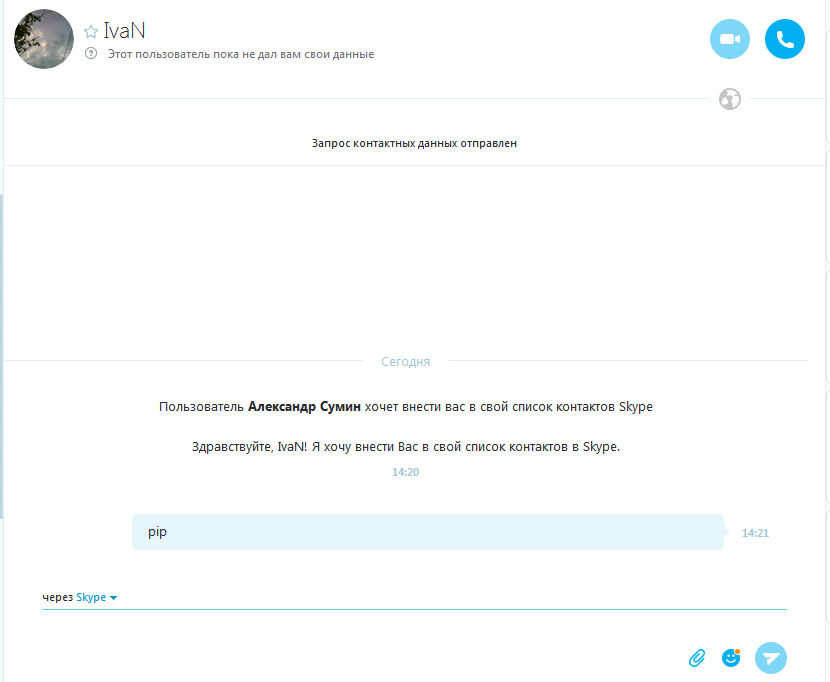 IvaN
Этот пользователь пока не дал вам свои данные
Запрос контактных данных отправлен
Сегодня
Пользователь Александр Сумин хочет внести вас в свой список контактов Skype
Здравствуйте, IvaN! Я хочу внести Вас в свой список контактов в Skype.
14:20
pip 14:21
через Skype